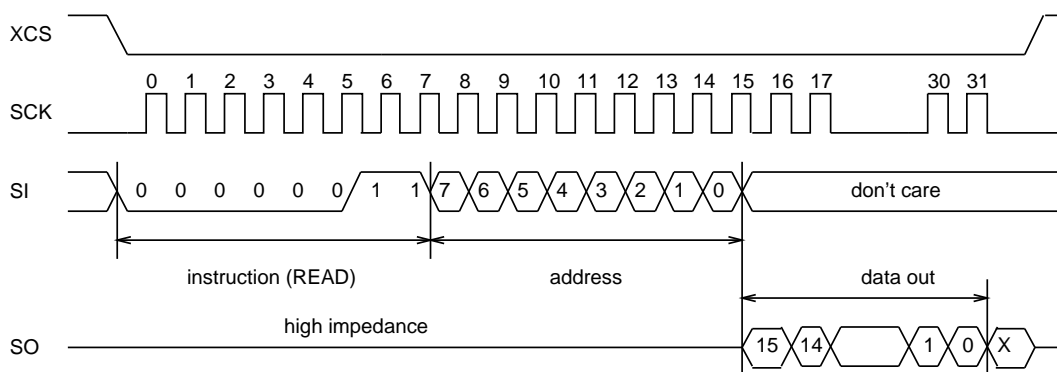 XCS
0 1 2 3 4 5 6 7 8 9 10 11 12 13 14 15 16 17 30 31
SCK
SI 0 0 0 0 0 0 1 1 7 6 5 4 3 2 1 0 don't care
instruction (READ) address data out
high impedance
SO 15 14 1 0 X